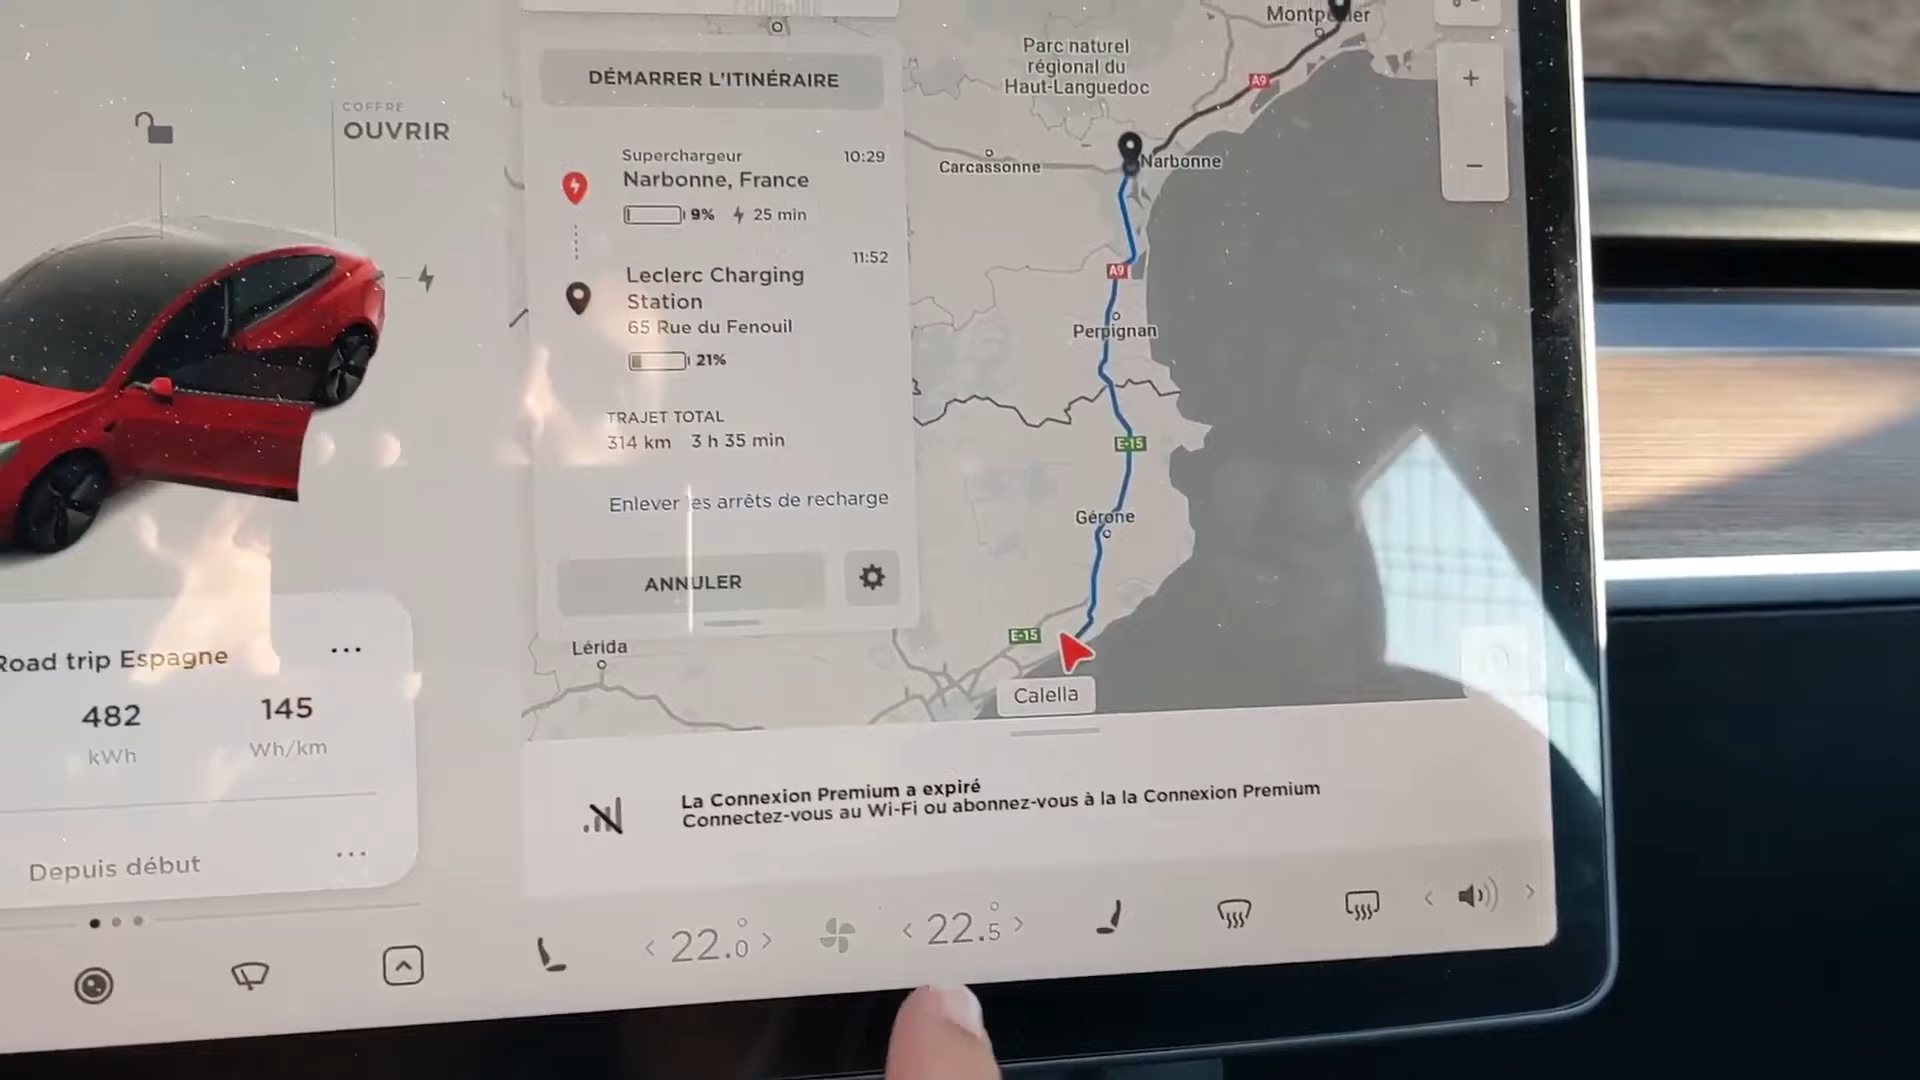 COFFRE
OUVRIR
DÉMARRER L'ITINÉRAIRE
Superchargeur
10:29
Narbonne, France
9% 25 min
11:52
Leclerc Charging
Station
65 Rue du Fenouil
21%
TRAJET TOTAL
314 km 3 h 35 min
Enlever les arrêts de recharge
ANNULER
Montpellier
Parc naturel
régional du
Haut-Languedoc
A9
Carcassonne
Narbonne
A9
Perpignan
E-15
Gérone
E-15
Lérida
Calella
+
−
Road trip Espagne
...
482
kWh
145
Wh/km
Depuis début
...
La Connexion Premium a expiré
Connectez-vous au Wi-Fi ou abonnez-vous à la la Connexion Premium
< 22.0° >
< 22.5° >
< >